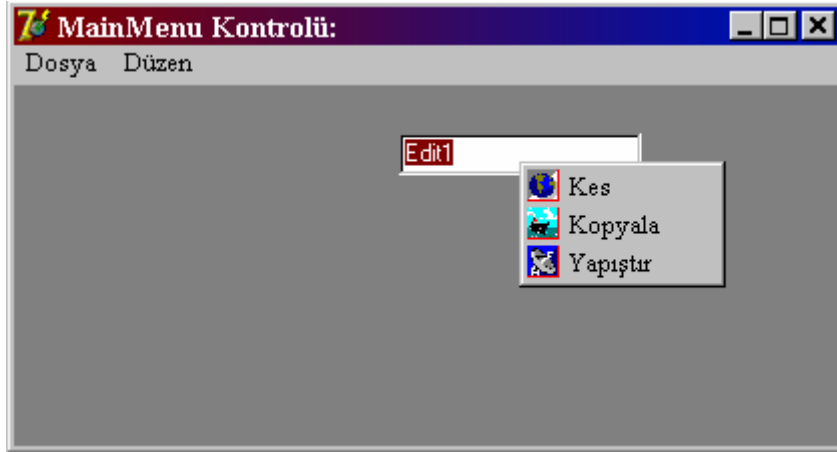 MainMenu Kontrolü:
Dosya Düzen
Edit1
Kes
Kopyala
Yapıştır